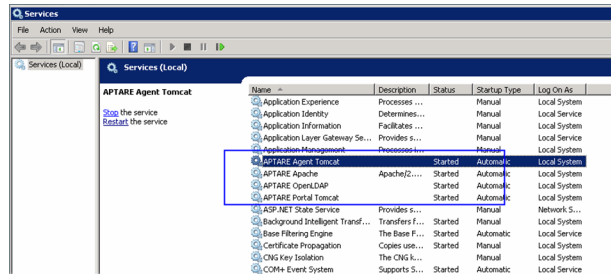 Services
File Action View Help
Services (Local)
Services (Local)
APTARE Agent Tomcat
Stop the service
Restart the service
Name Description Status Startup Type Log On As
Application Experience Processes ... Manual Local System
Application Identity Determines... Manual Local Service
Application Information Facilitates ... Manual Local System
Application Layer Gateway Se... Provides s... Manual Local Service
Application Management Processes i... Manual Local System
APTARE Agent Tomcat Started Automatic Local System
APTARE Apache Apache/2.... Started Automatic Local System
APTARE OpenLDAP Started Automatic Local System
APTARE Portal Tomcat Started Automatic Local System
ASP.NET State Service Provides s... Manual Network S...
Background Intelligent Transf... Transfers f... Started Manual Local System
Base Filtering Engine The Base F... Started Automatic Local Service
Certificate Propagation Copies use... Started Manual Local System
CNG Key Isolation The CNG k... Manual Local System
COM+ Event System Supports S... Started Automatic Local Service